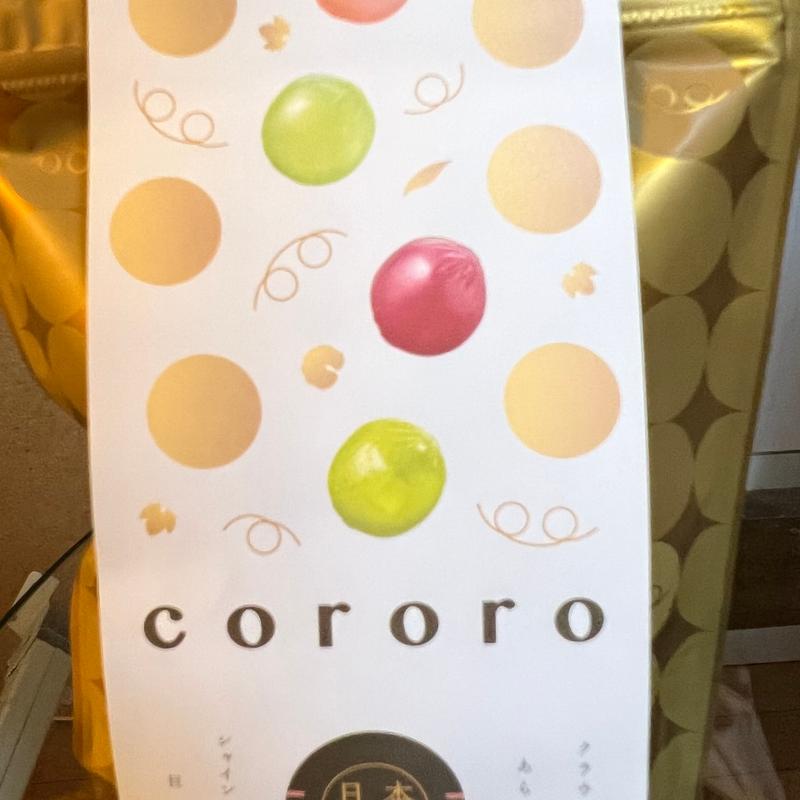 cororo
クラウ
あら
日本
シャイン